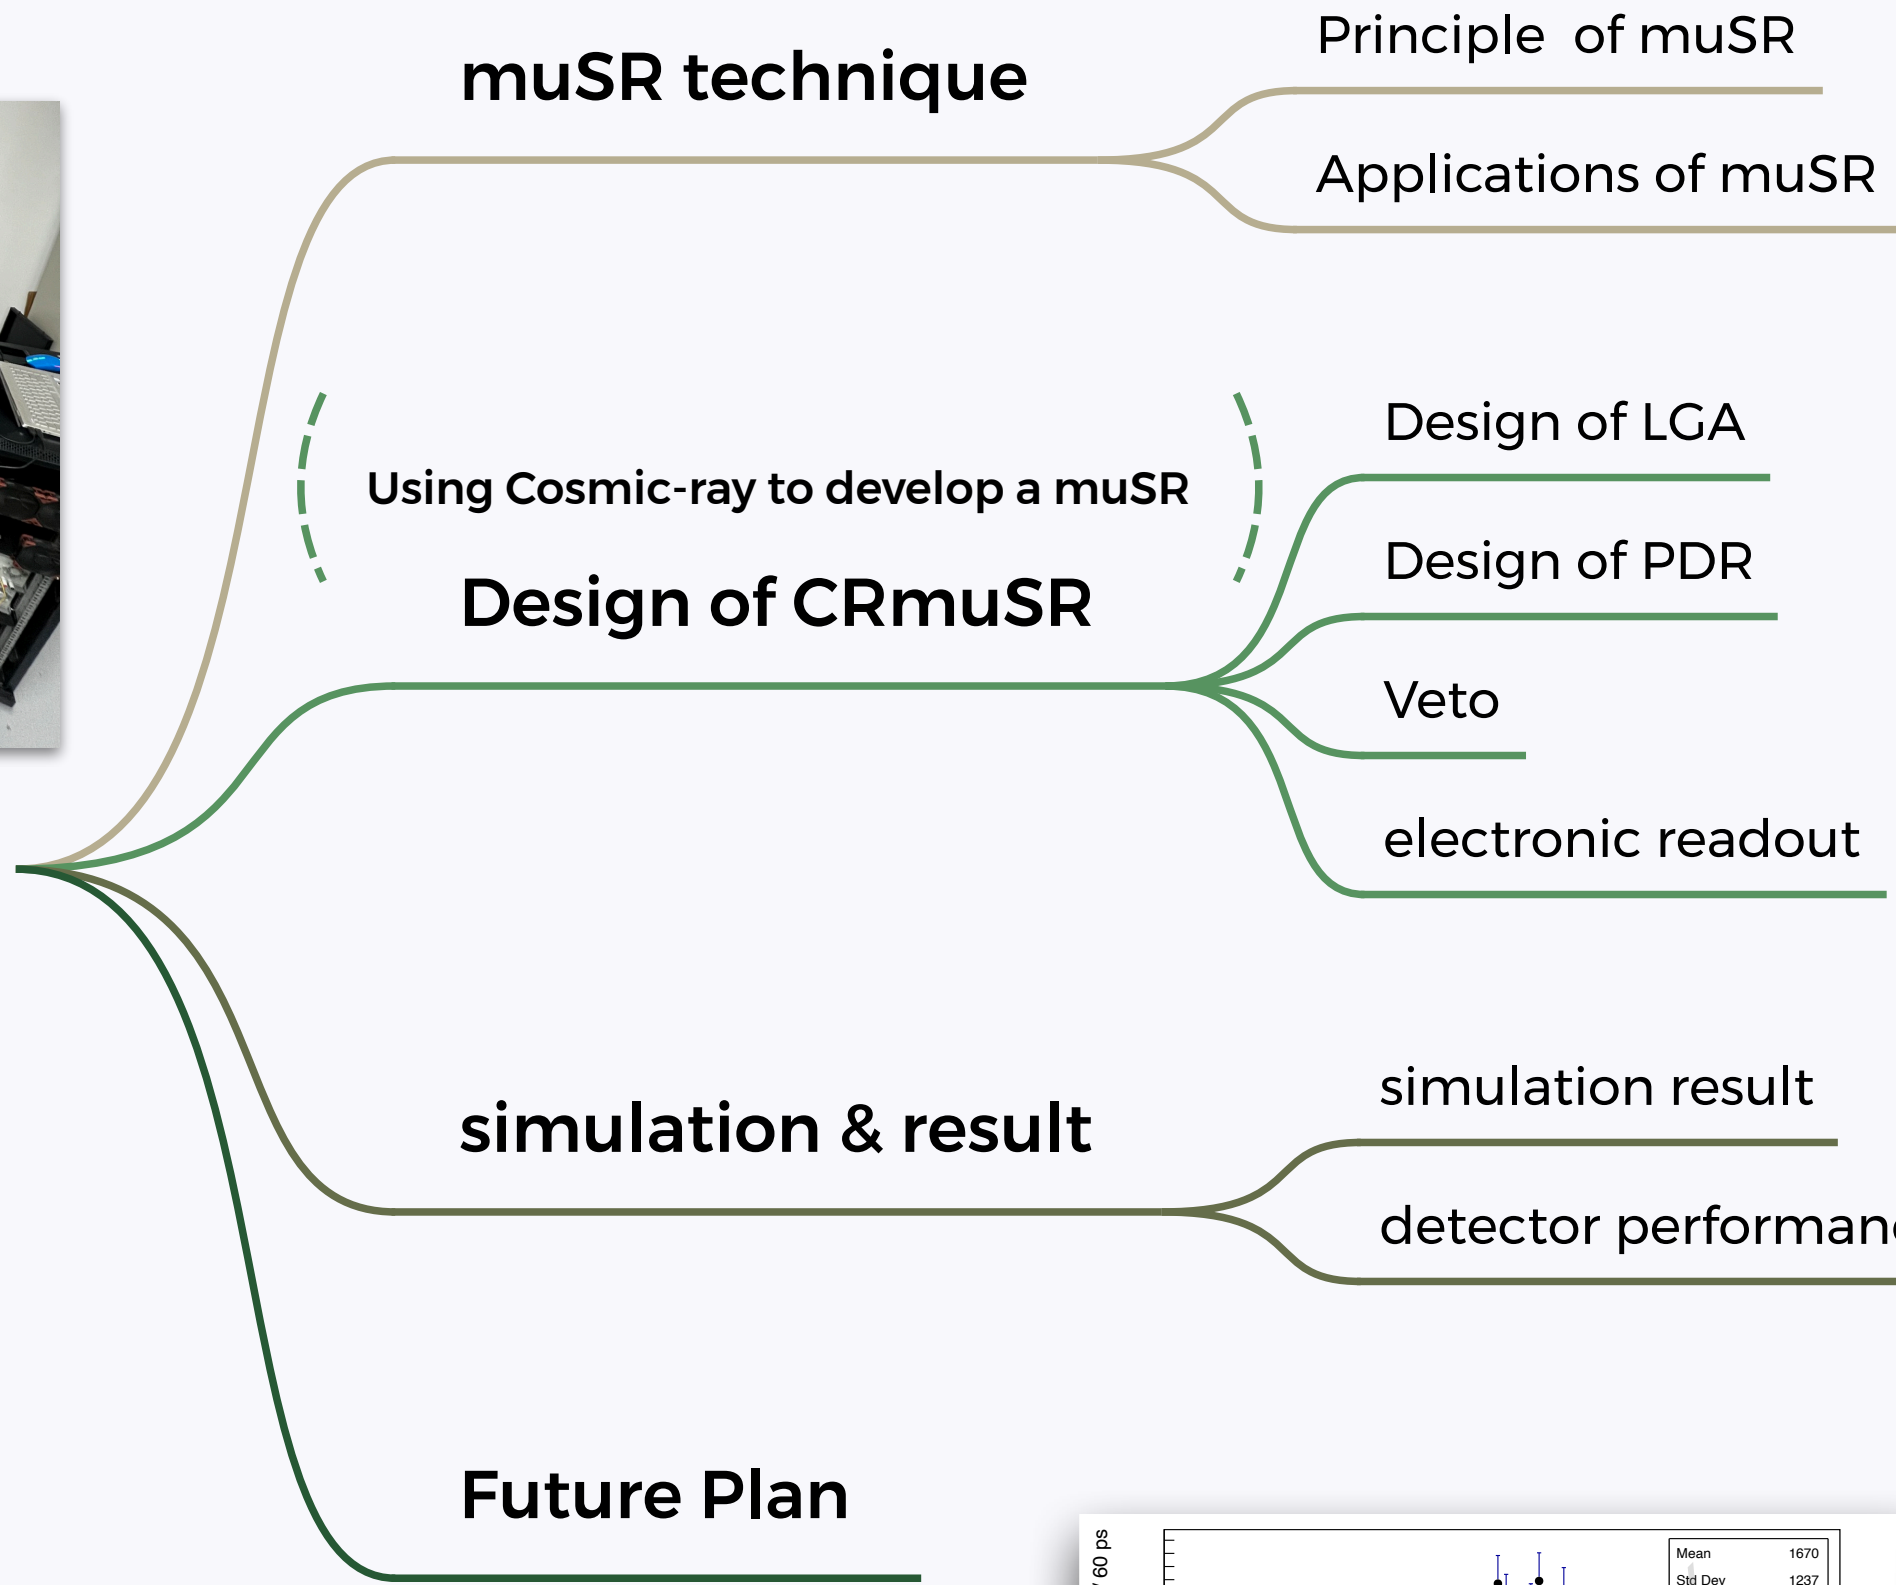 muSR technique
Principle of muSR
Applications of muSR
Using Cosmic-ray to develop a muSR
Design of CRmuSR
Design of LGA
Design of PDR
Veto
electronic readout
simulation & result
simulation result
detector
Future Plan
60 ps
Mean 1670
Std Dev 1237